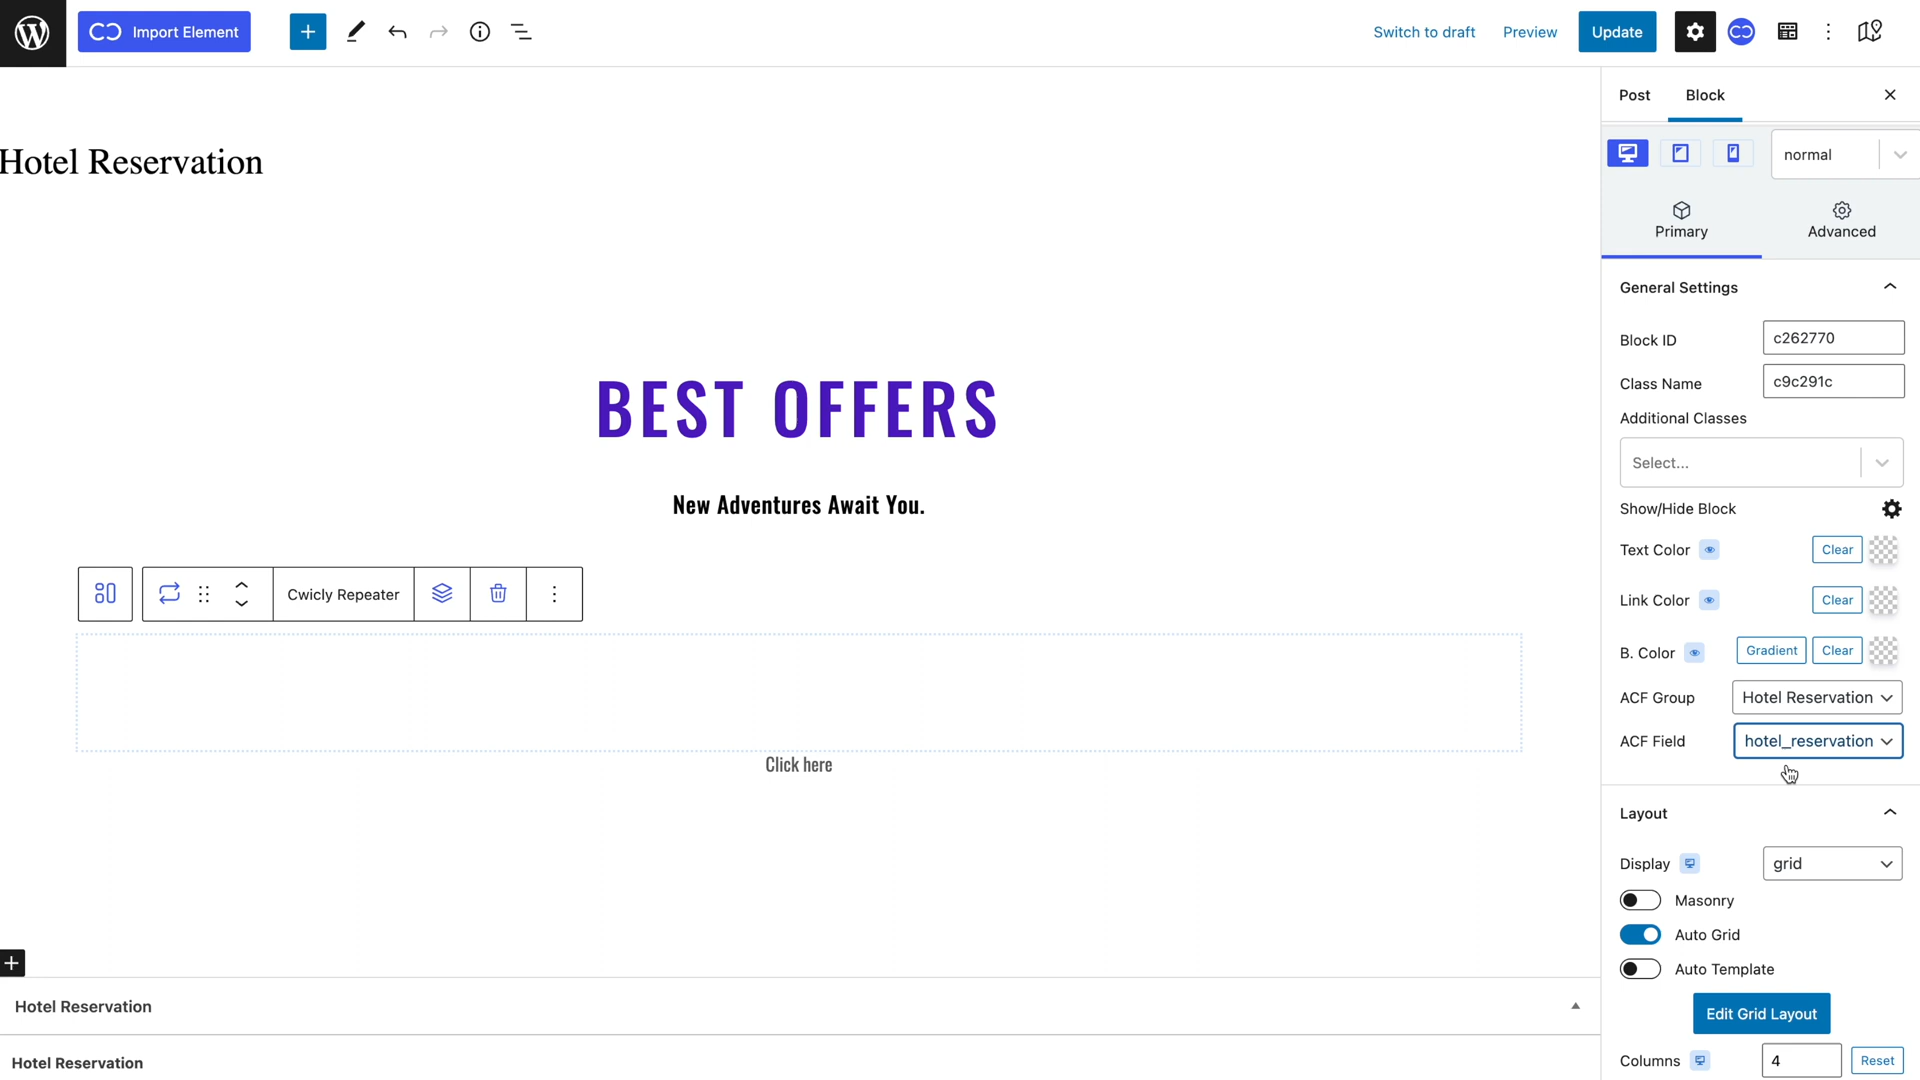 Import Element
Switch to draft
Preview
Update
Post
Block
normal
Primary
Advanced
Hotel Reservation
General Settings
Block ID
c262770
Class Name
c9c291c
Additional Classes
Select...
Show/Hide Block
Text Color
Clear
Link Color
Clear
B. Color
Gradient
Clear
ACF Group
Hotel Reservation
ACF Field
hotel_reservation
BEST OFFERS
New Adventures Await You.
Cwicly Repeater
Click here
Layout
Display
grid
Masonry
Auto Grid
Auto Template
Edit Grid Layout
Columns
4
Reset
Hotel Reservation
Hotel Reservation